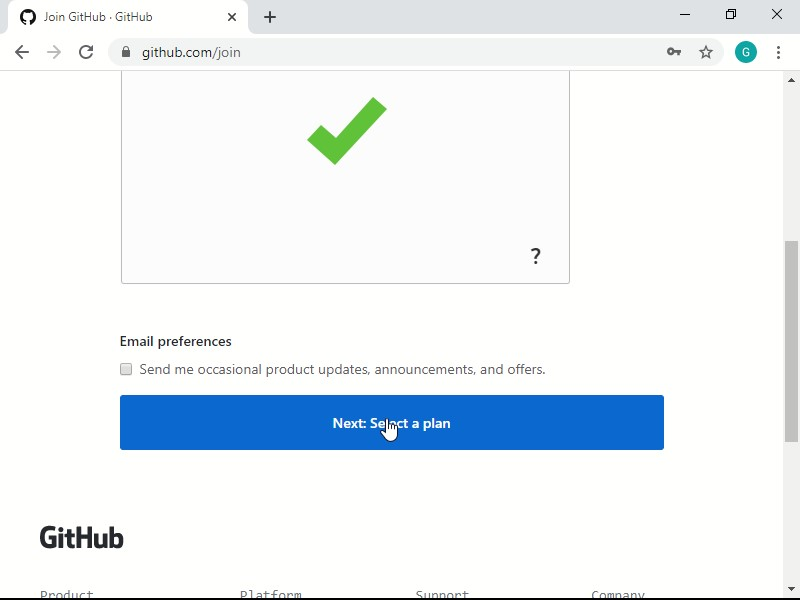 Join GitHub · GitHub
github.com/join
G
?
Email preferences
Send me occasional product updates, announcements, and offers.
Next: Select a plan
GitHub
Product Platform Support Company